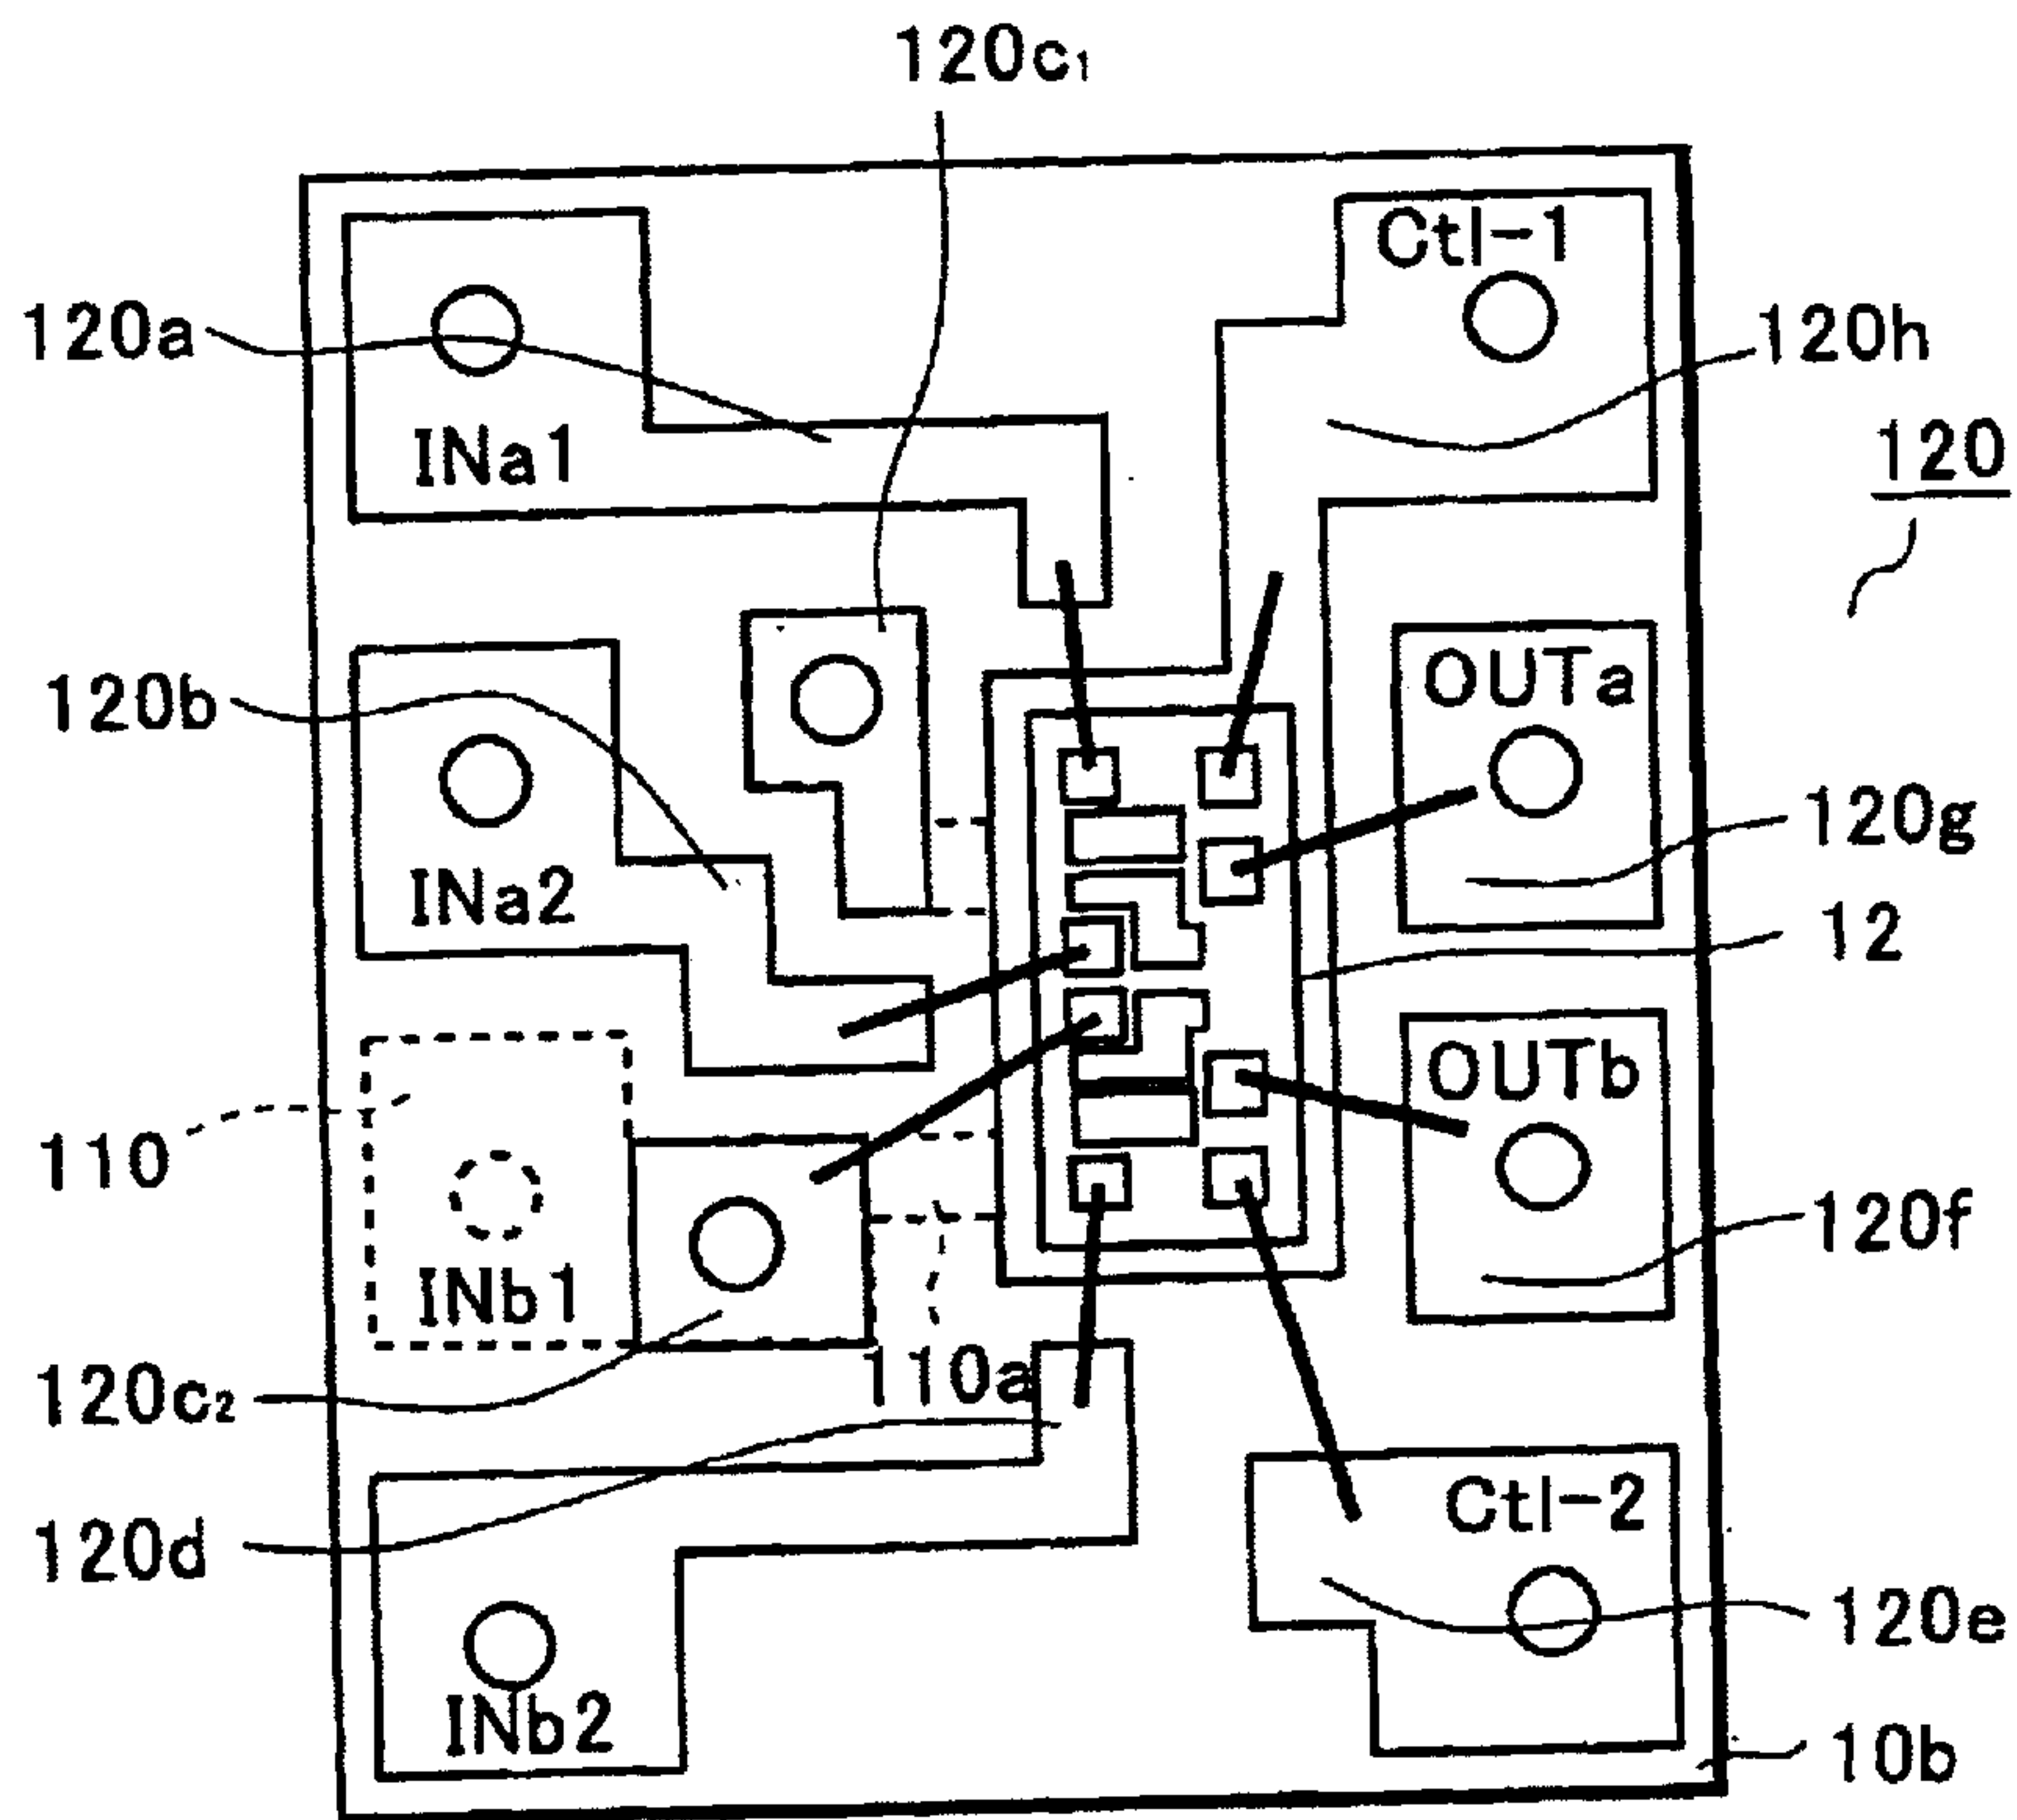 120c₁
Ctl-1
120a
120h
INa1
120
OUTa
120b
120g
INa2
12
OUTb
110
120f
INb1
110a
120c₂
Ctl-2
120d
120e
INb2
10b